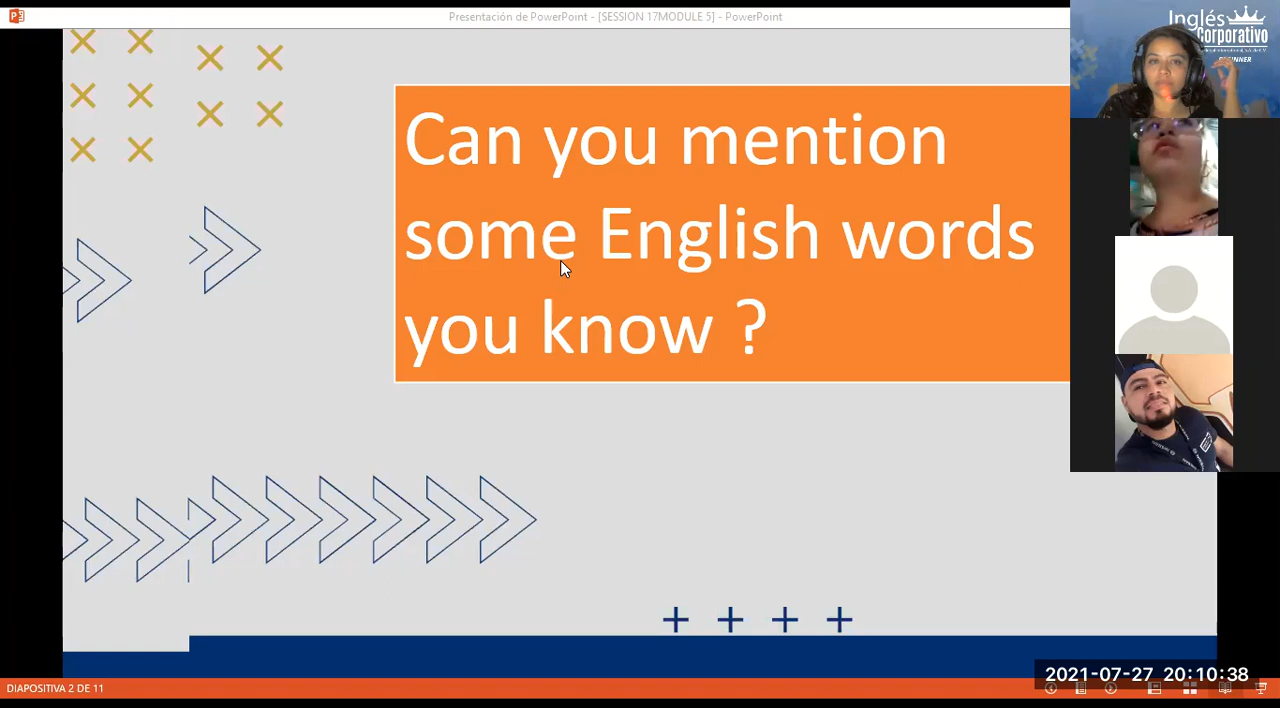 Presentación de PowerPoint - [SESSION 17MODULE 5] - PowerPoint
Inglés
Corporativo
BEGINNER
Can you mention
some English words
you know ?
2021-07-27 20:10:38
DIAPOSITIVA 2 DE 11